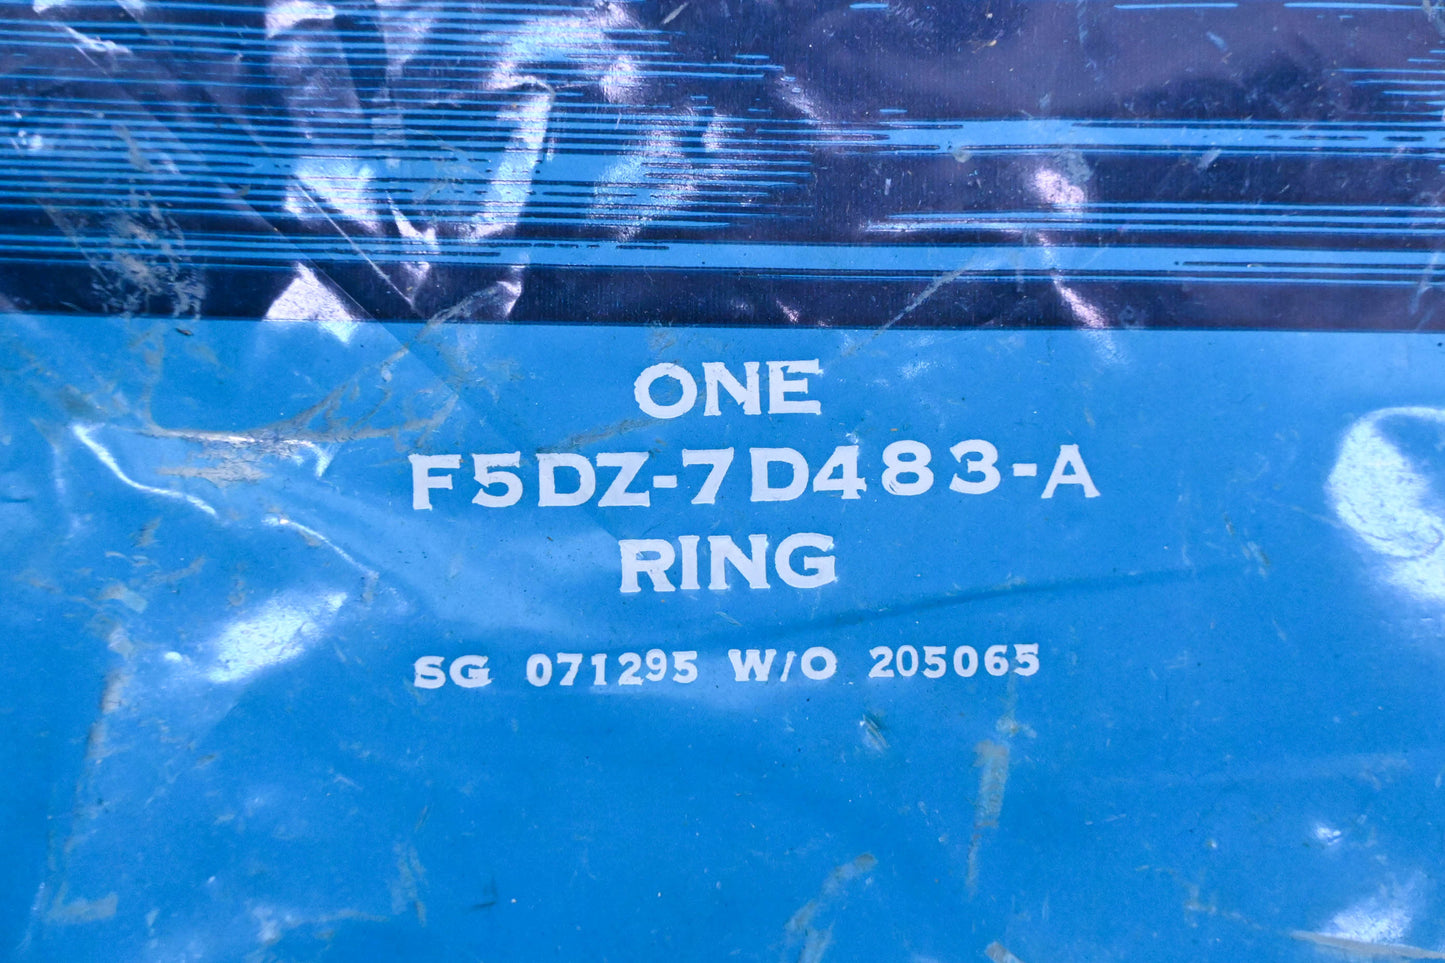 ONE
F5DZ-7D483-A
RING
SG 071295 W/O 205065